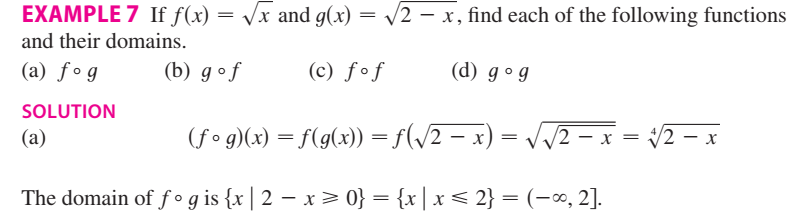 EXAMPLE 7 If f(x) = √x and g(x) = √(2 − x), find each of the following functions
and their domains.
(a) f ∘ g (b) g ∘ f (c) f ∘ f (d) g ∘ g
SOLUTION
(a) (f ∘ g)(x) = f(g(x)) = f(√(2 − x)) = √(√(2 − x)) = ∜(2 − x)
The domain of f ∘ g is {x | 2 − x ⩾ 0} = {x | x ⩽ 2} = (−∞, 2].